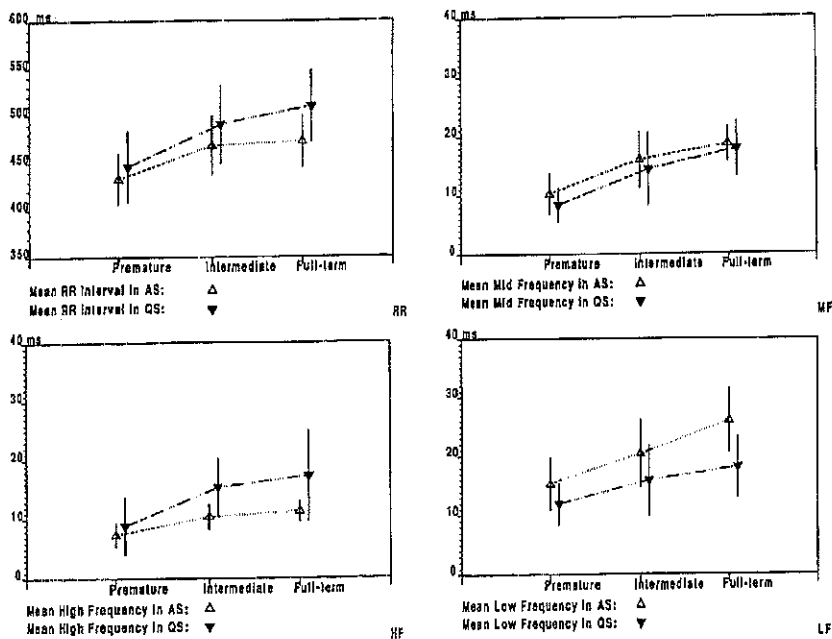 600 ms
550
500
450
400
350
Premature Intermediate Full-term
Mean RR Interval in AS: △
Mean RR Interval in QS: ▼
RR
40 ms
30
20
10
0
Premature Intermediate Full-term
Mean Mid Frequency in AS: △
Mean Mid Frequency in QS: ▼
MF
40 ms
30
20
10
0
Premature Intermediate Full-term
Mean High Frequency in AS: △
Mean High Frequency in QS: ▼
HF
40 ms
30
20
10
0
Premature Intermediate Full-term
Mean Low Frequency in AS: △
Mean Low Frequency in QS: ▼
LF